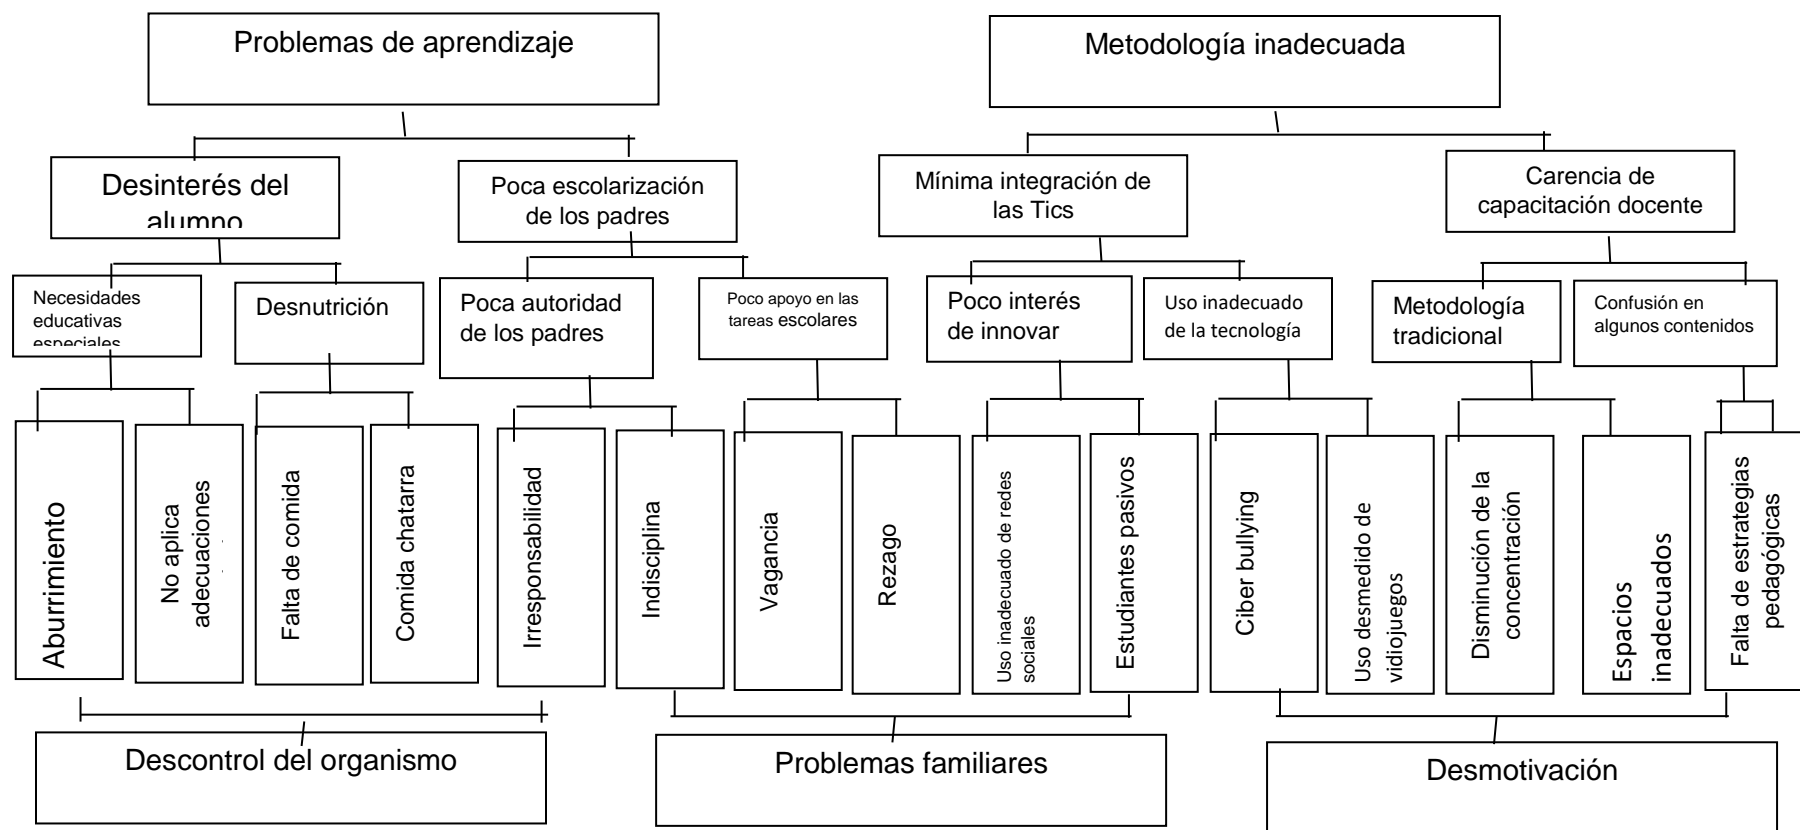 Problemas de aprendizaje
Metodología inadecuada
Desinterés del
alumno
Poca escolarización
de los padres
Mínima integración de
las Tics
Carencia de
capacitación docente
Necesidades
educativas
especiales
Desnutrición
Poca autoridad
de los padres
Poco apoyo en las
tareas escolares
Poco interés
de innovar
Uso inadecuado
de la tecnología
Metodología
tradicional
Confusión en
algunos contenidos
Aburrimiento
No aplica
adecuaciones
Falta de comida
Comida chatarra
Irresponsabilidad
Indisciplina
Vagancia
Rezago
Uso inadecuado de redes
sociales
Estudiantes pasivos
Ciber bullying
Uso desmedido de
vidiojuegos
Disminución de la
concentración
Espacios
inadecuados
Falta de estrategias
pedagógicas
Descontrol del organismo
Problemas familiares
Desmotivación